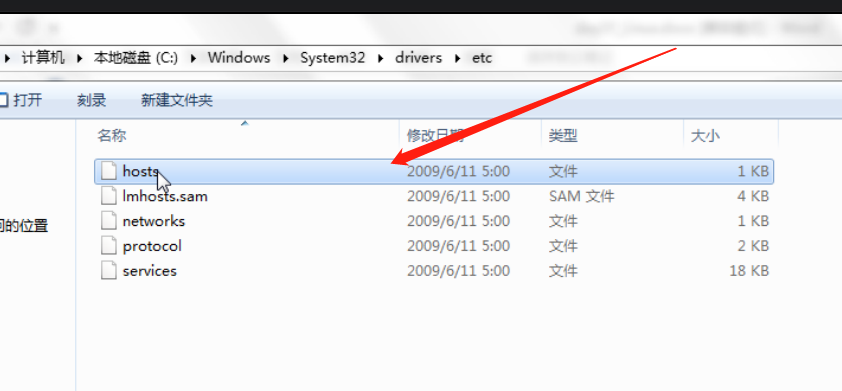 计算机 本地磁盘 (C:) Windows System32 drivers etc
打开 刻录 新建文件夹
名称 修改日期 类型 大小
hosts 2009/6/11 5:00 文件 1 KB
lmhosts.sam 2009/6/11 5:00 SAM 文件 4 KB
networks 2009/6/11 5:00 文件 1 KB
的位置
protocol 2009/6/11 5:00 文件 2 KB
services 2009/6/11 5:00 文件 18 KB